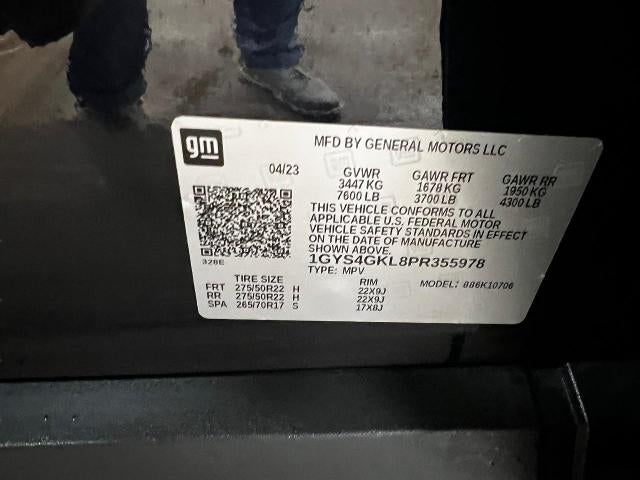 gm
MFD BY GENERAL MOTORS LLC
04/23 GVWR GAWR FRT GAWR RR
3447 KG 1678 KG 1950 KG
7600 LB 3700 LB 4300 LB
THIS VEHICLE CONFORMS TO ALL
APPLICABLE U.S. FEDERAL MOTOR
VEHICLE SAFETY STANDARDS IN EFFECT
ON THE DATE OF MANUFACTURE
SHOWN ABOVE.
1GYS4GKL8PR355978
326E
TYPE: MPV
TIRE SIZE RIM MODEL: 886K10706
FRT 275/50R22 H 22X9J
RR 275/50R22 H 22X9J
SPA 265/70R17 S 17X8J